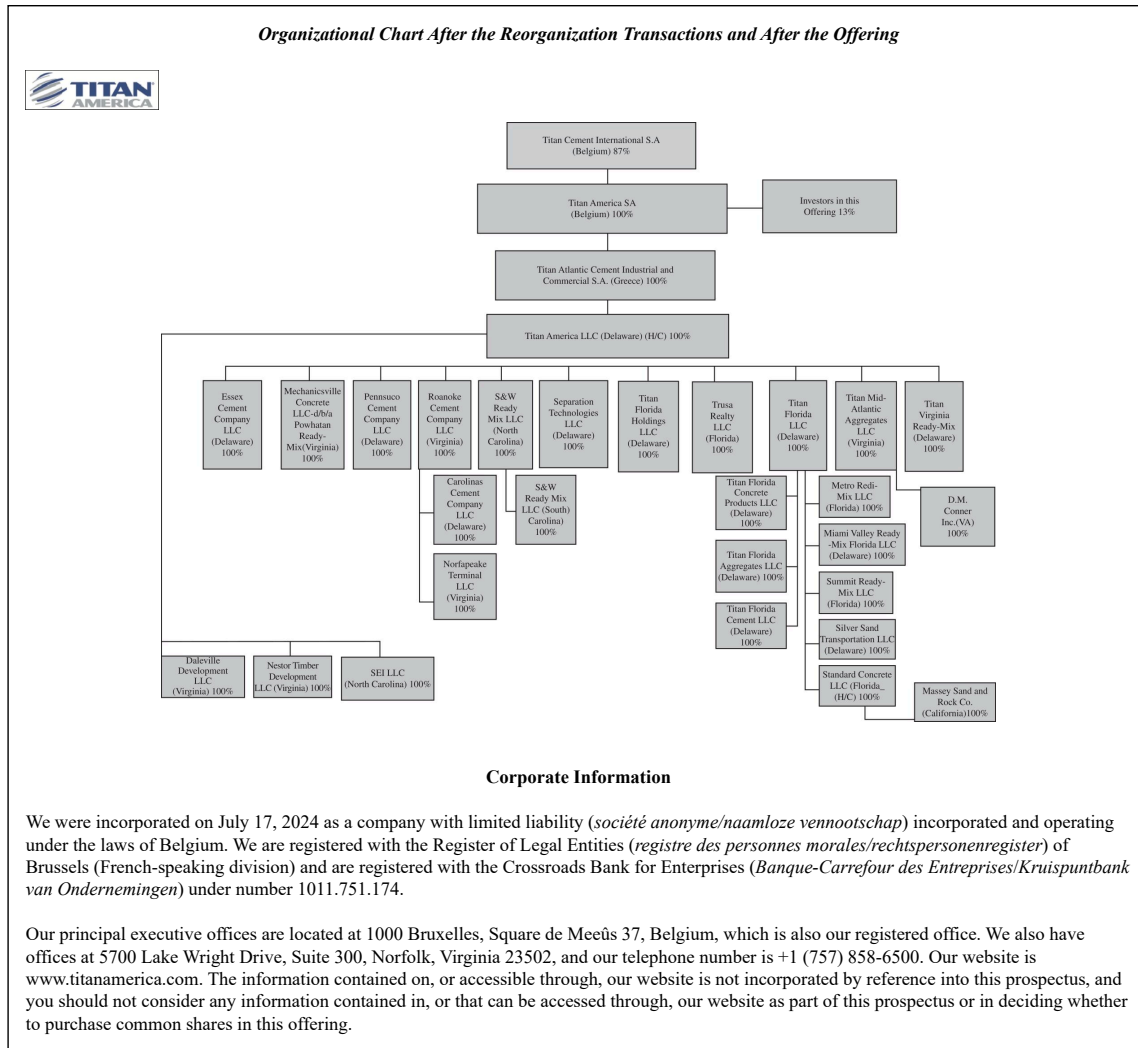 Organizational Chart After the Reorganization Transactions and After the Offering
TITAN
AMERICA
Titan Cement International S.A
(Belgium) 87%
Titan America SA
(Belgium) 100%
Investors in this
Offering 13%
Titan Atlantic Cement Industrial and
Commercial S.A. (Greece) 100%
Titan America LLC (Delaware) (H/C) 100%
Essex
Cement
Company
LLC
(Delaware)
100%
Mechanicsville
Concrete
LLC-d/b/a
Powhatan
Ready-
Mix(Virginia)
100%
Pennsuco
Cement
Company
LLC
(Delaware)
100%
Roanoke
Cement
Company
LLC
(Virginia)
100%
S&W
Ready
Mix LLC
(North
Carolina)
100%
Separation
Technologies
LLC
(Delaware)
100%
Titan
Florida
Holdings LLC
(Delaware)
100%
Trusa
Realty
LLC
(Florida)
100%
Titan
Florida
LLC
(Delaware)
100%
Titan Mid-
Atlantic
Aggregates
LLC
(Virginia)
100%
Titan
Virginia
Ready-Mix
(Delaware)
100%
Carolinas
Cement
Company
LLC
(Delaware)
100%
S&W
Ready Mix
LLC (South)
Carolina)
100%
Titan Florida
Concrete
Products LLC
(Delaware)
100%
Metro Redi-
Mix LLC
(Florida) 100%
D.M.
Conner
Inc.(VA)
100%
Miami Valley Ready
-Mix Florida LLC
(Delaware) 100%
Norfapeake
Terminal
LLC
(Virginia)
100%
Titan Florida
Aggregates LLC
(Delaware) 100%
Summit Ready-
Mix LLC
(Florida) 100%
Titan Florida
Cement LLC
(Delaware)
100%
Silver Sand
Transportation LLC
(Delaware) 100%
Daleville
Development
LLC
(Virginia) 100%
Nestor Timber
Development
LLC (Virginia) 100%
SEI LLC
(North Carolina) 100%
Standard Concrete
LLC (Florida_
(H/C) 100%
Massey Sand and
Rock Co.
(California)100%
Corporate Information
We were incorporated on July 17, 2024 as a company with limited liability (société anonyme/naamloze vennootschap) incorporated and operating
under the laws of Belgium. We are registered with the Register of Legal Entities (registre des personnes morales/rechtspersonenregister) of
Brussels (French-speaking division) and are registered with the Crossroads Bank for Enterprises (Banque-Carrefour des Entreprises/Kruispuntbank
van Ondernemingen) under number 1011.751.174.
Our principal executive offices are located at 1000 Bruxelles, Square de Meeûs 37, Belgium, which is also our registered office. We also have
offices at 5700 Lake Wright Drive, Suite 300, Norfolk, Virginia 23502, and our telephone number is +1 (757) 858-6500. Our website is
www.titanamerica.com. The information contained on, or accessible through, our website is not incorporated by reference into this prospectus, and
you should not consider any information contained in, or that can be accessed through, our website as part of this prospectus or in deciding whether
to purchase common shares in this offering.